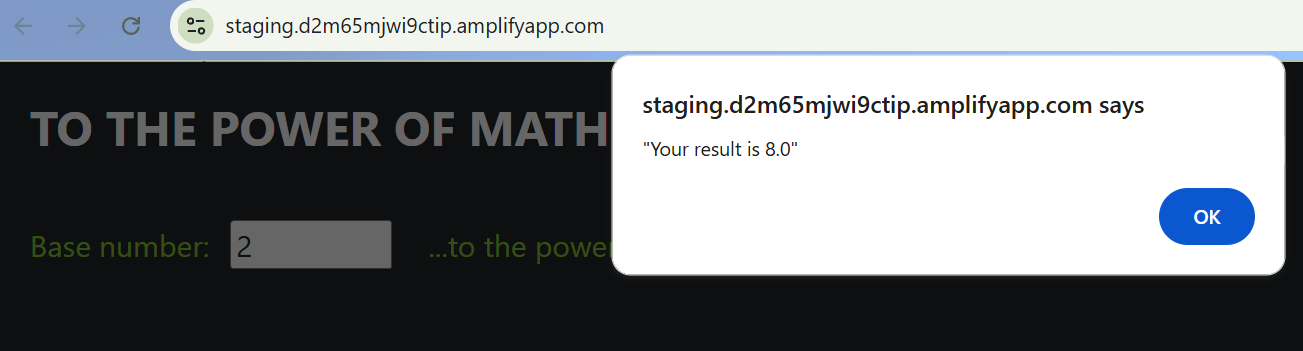 staging.d2m65mjwi9ctip.amplifyapp.com
staging.d2m65mjwi9ctip.amplifyapp.com says
"Your result is 8.0"
OK
TO THE POWER OF MATH
Base number: 2 ...to the power